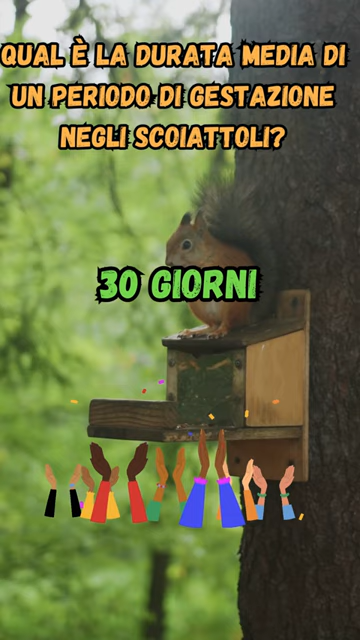 QUAL È LA DURATA MEDIA DI
UN PERIODO DI GESTAZIONE
NEGLI SCOIATTOLI?
30 GIORNI